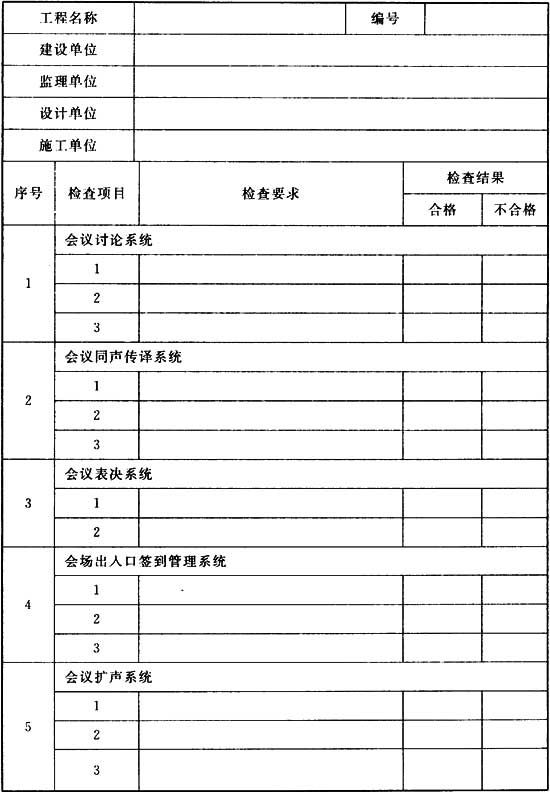 工程名称 编号
建设单位
监理单位
设计单位
施工单位
序号 检查项目 检查要求 检查结果
合格 不合格
1 会议讨论系统
1
2
3
2 会议同声传译系统
1
2
3
3 会议表决系统
1
2
4 会场出入口签到管理系统
1
2
3
5 会议扩声系统
1
2
3